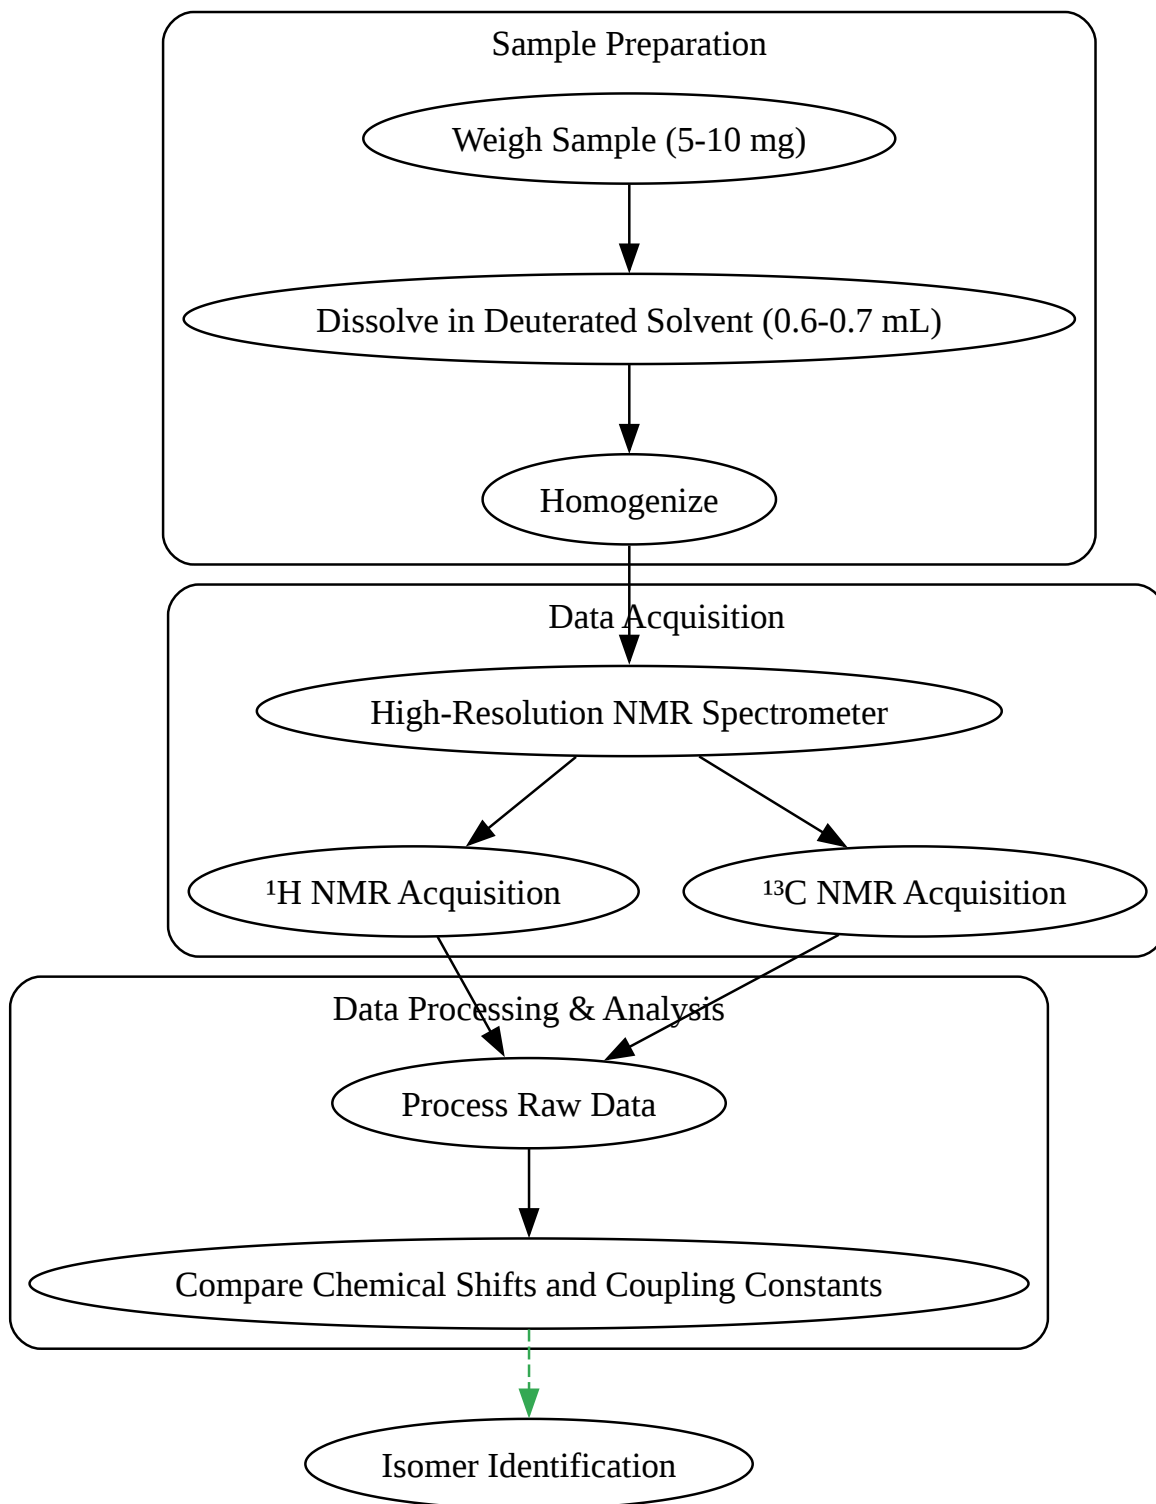 Sample Preparation
Weigh Sample (5-10 mg)
Dissolve in Deuterated Solvent (0.6-0.7 mL)
Homogenize
Data Acquisition
High-Resolution NMR Spectrometer
¹H NMR Acquisition
¹³C NMR Acquisition
Data Processing & Analysis
Process Raw Data
Compare Chemical Shifts and Coupling Constants
Isomer Identification